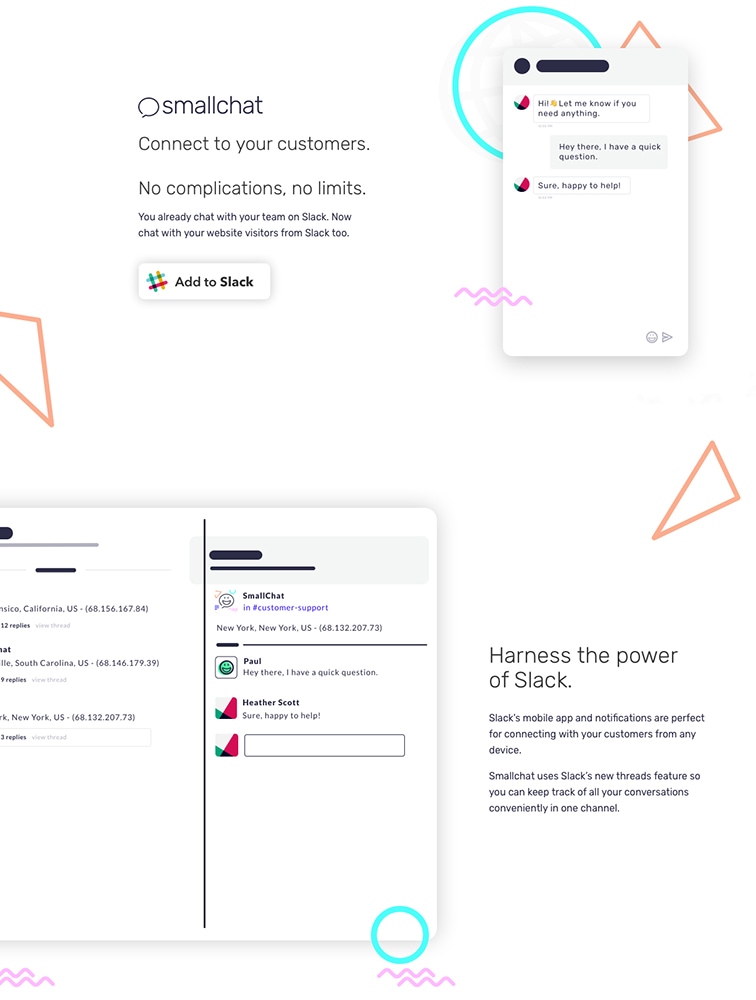 smallchat
Connect to your customers.
No complications, no limits.
You already chat with your team on Slack. Now
chat with your website visitors from Slack too.
Add to Slack
Hi!👋Let me know if you
need anything.
Hey there, I have a quick
question.
Sure, happy to help!
nsico, California, US - (68.156.167.84)
12 replies view thread
hat
lle, South Carolina, US - (68.146.179.39)
9 replies view thread
rk, New York, US - (68.132.207.73)
3 replies view thread
SmallChat
in #customer-support
New York, New York, US - (68.132.207.73)
Paul
Hey there, I have a quick question.
Heather Scott
Sure, happy to help!
Harness the power
of Slack.
Slack's mobile app and notifications are perfect
for connecting with your customers from any
device.
Smallchat uses Slack's new threads feature so
you can keep track of all your conversations
conveniently in one channel.